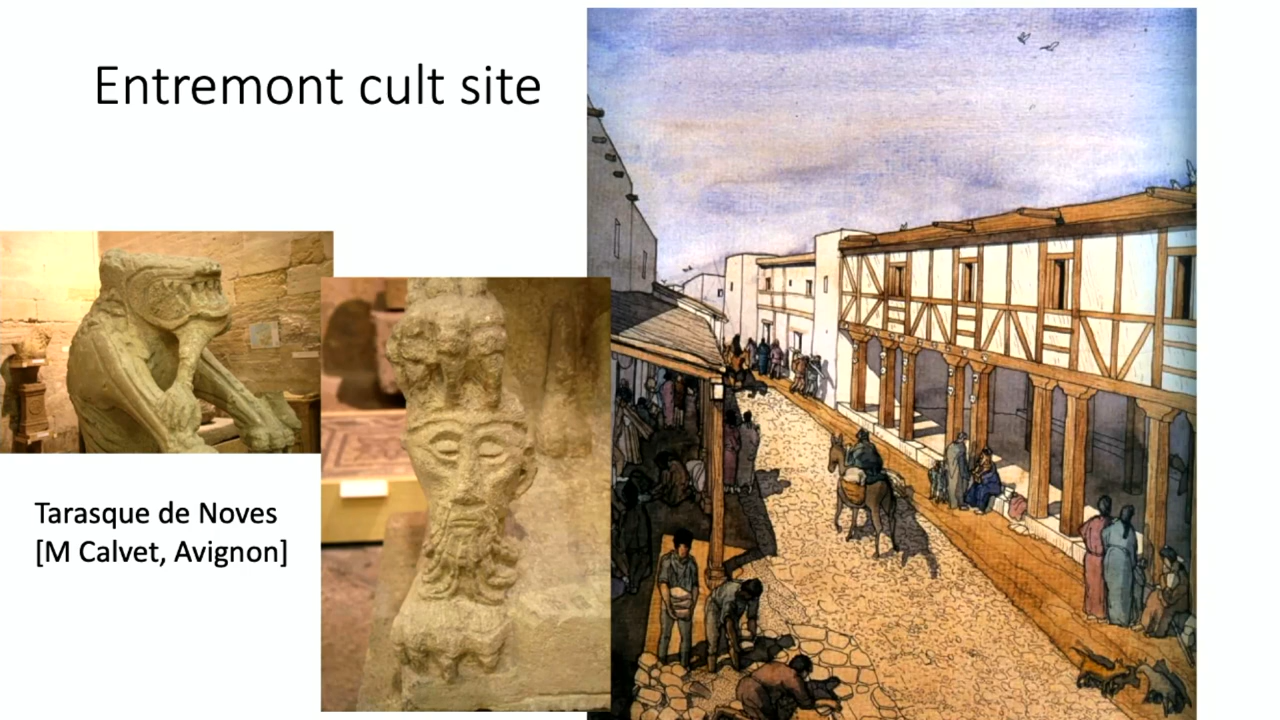 Entremont cult site
Tarasque de Noves
[M Calvet, Avignon]